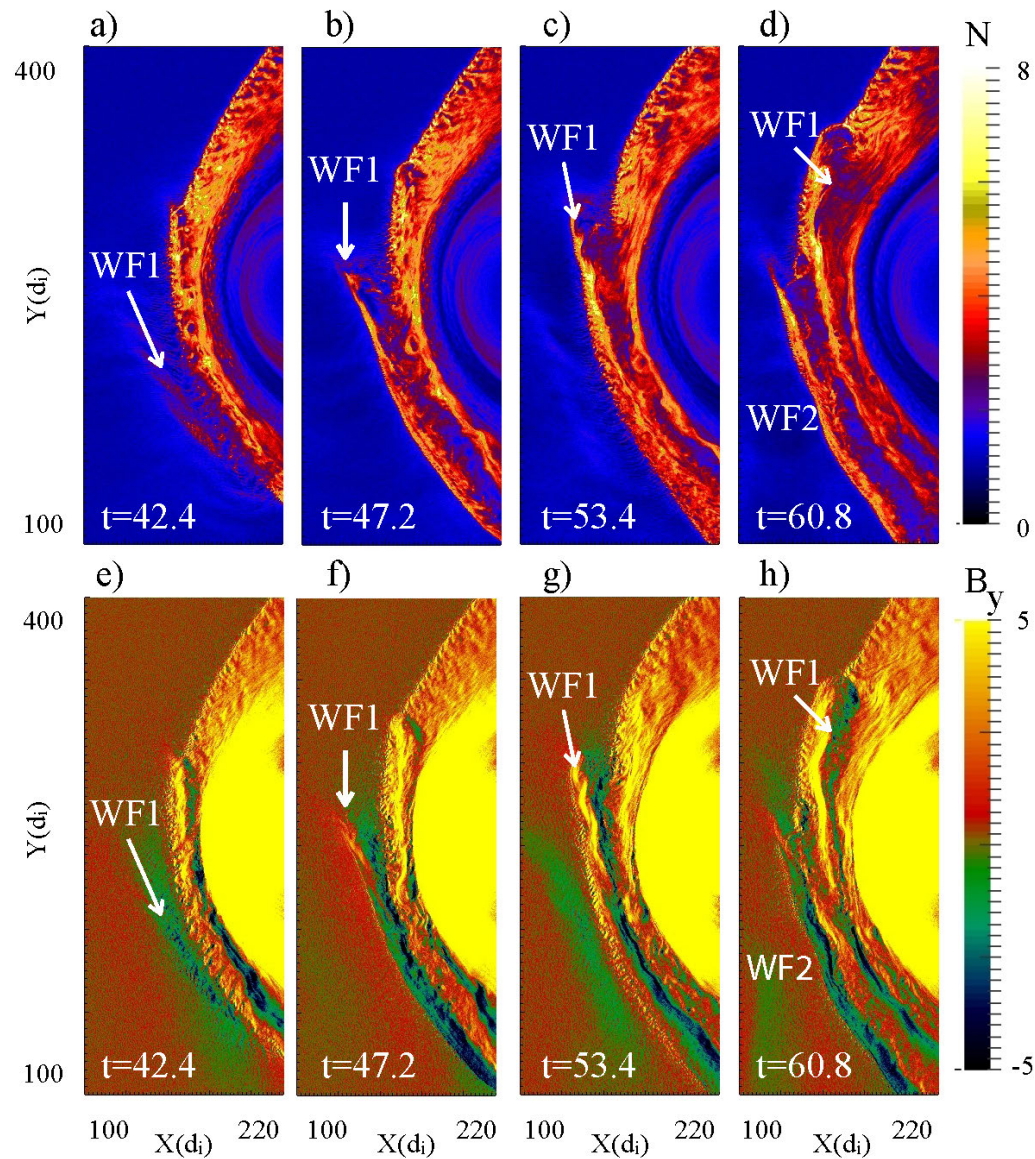 a) b) c) d) N
400 8
WF1 WF1 WF1 WF1
Y(dᵢ)
WF2
100 t=42.4 t=47.2 t=53.4 t=60.8 0
e) f) g) h) By
400 5
WF1 WF1 WF1 WF1
Y(dᵢ)
WF2
100 t=42.4 t=47.2 t=53.4 t=60.8 -5
100 220 100 220 100 220 100 220
X(dᵢ) X(dᵢ) X(dᵢ) X(dᵢ)